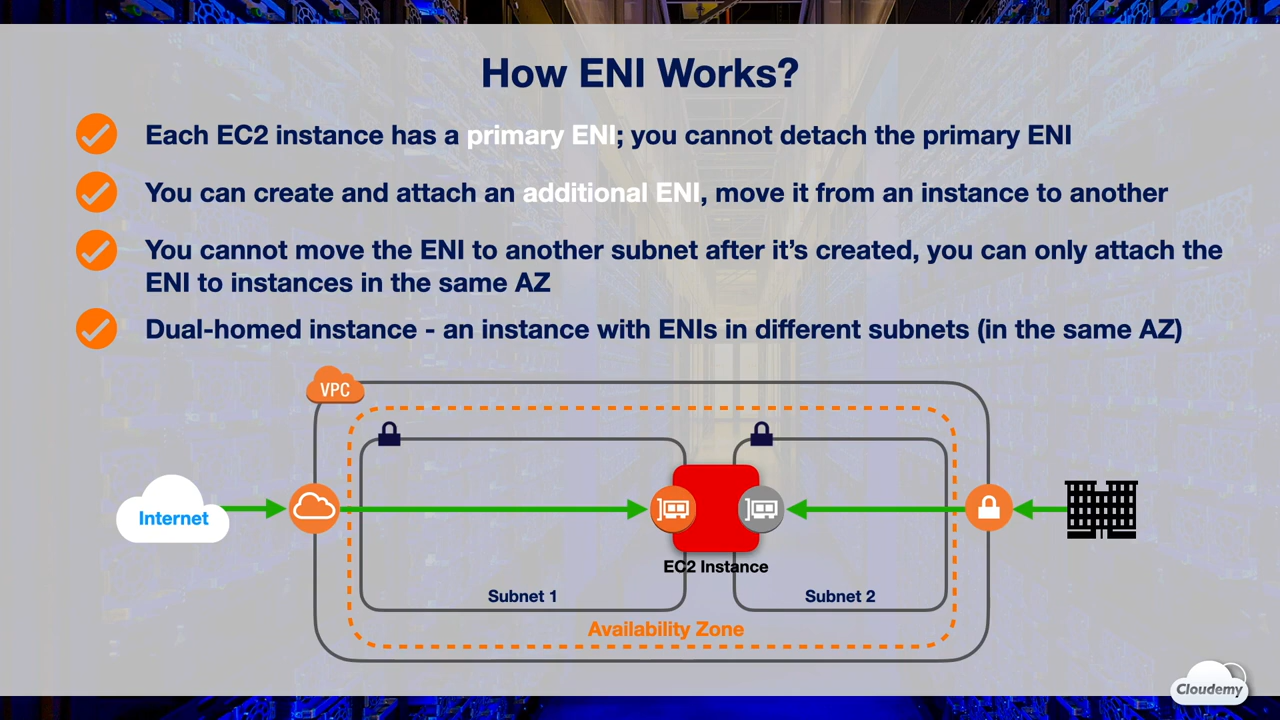 How ENI Works?
Each EC2 instance has a primary ENI; you cannot detach the primary ENI
You can create and attach an additional ENI, move it from an instance to another
You cannot move the ENI to another subnet after it’s created, you can only attach the
ENI to instances in the same AZ
Dual-homed instance - an instance with ENIs in different subnets (in the same AZ)
VPC
Internet
EC2 Instance
Subnet 1
Subnet 2
Availability Zone
Cloudemy